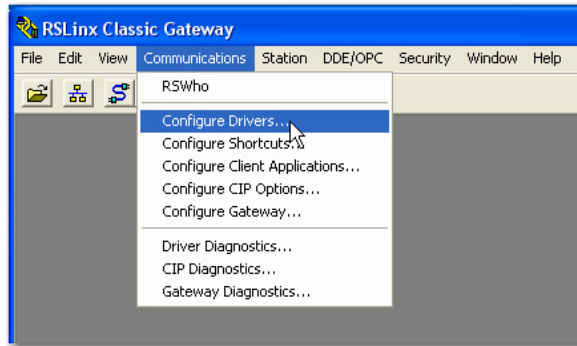 RSLinx Classic Gateway
File Edit View Communications Station DDE/OPC Security Window Help
RSWho
Configure Drivers...
Configure Shortcuts...
Configure Client Applications...
Configure CIP Options...
Configure Gateway...
Driver Diagnostics...
CIP Diagnostics...
Gateway Diagnostics...